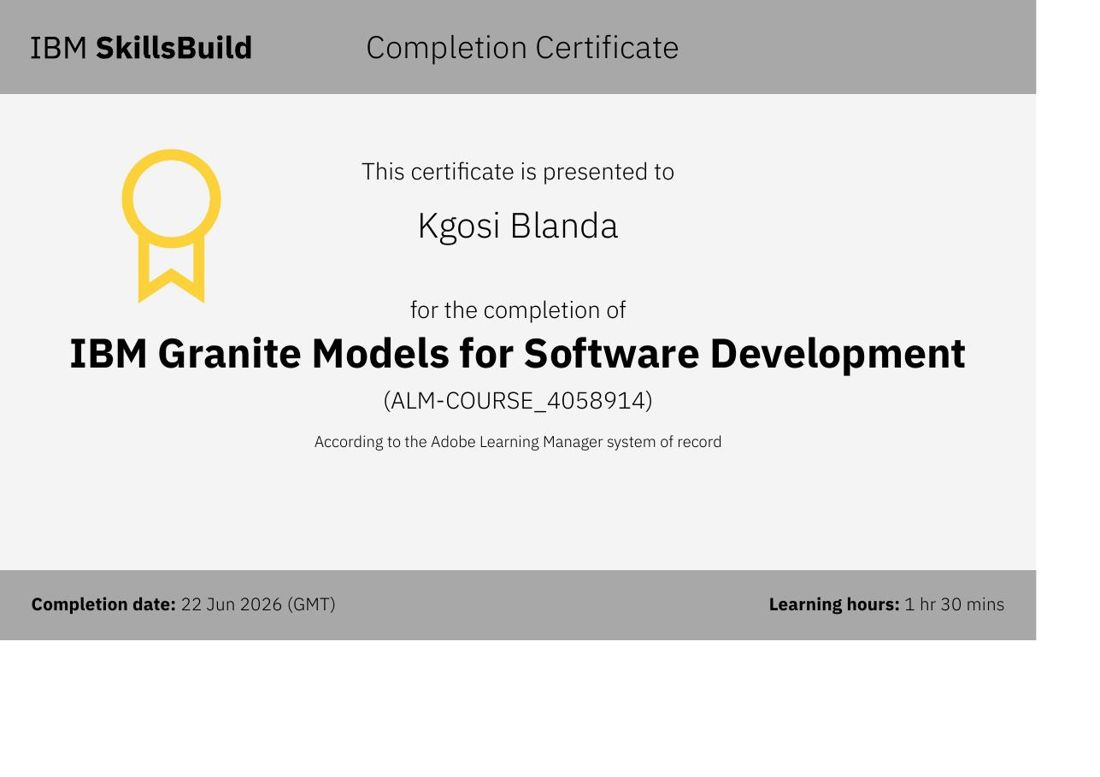 IBM SkillsBuild
Completion Certificate
This certificate is presented to
Kgosi Blanda
for the completion of
IBM Granite Models for Software Development
(ALM-COURSE_4058914)
According to the Adobe Learning Manager system of record
Completion date: 22 Jun 2026 (GMT)
Learning hours: 1 hr 30 mins